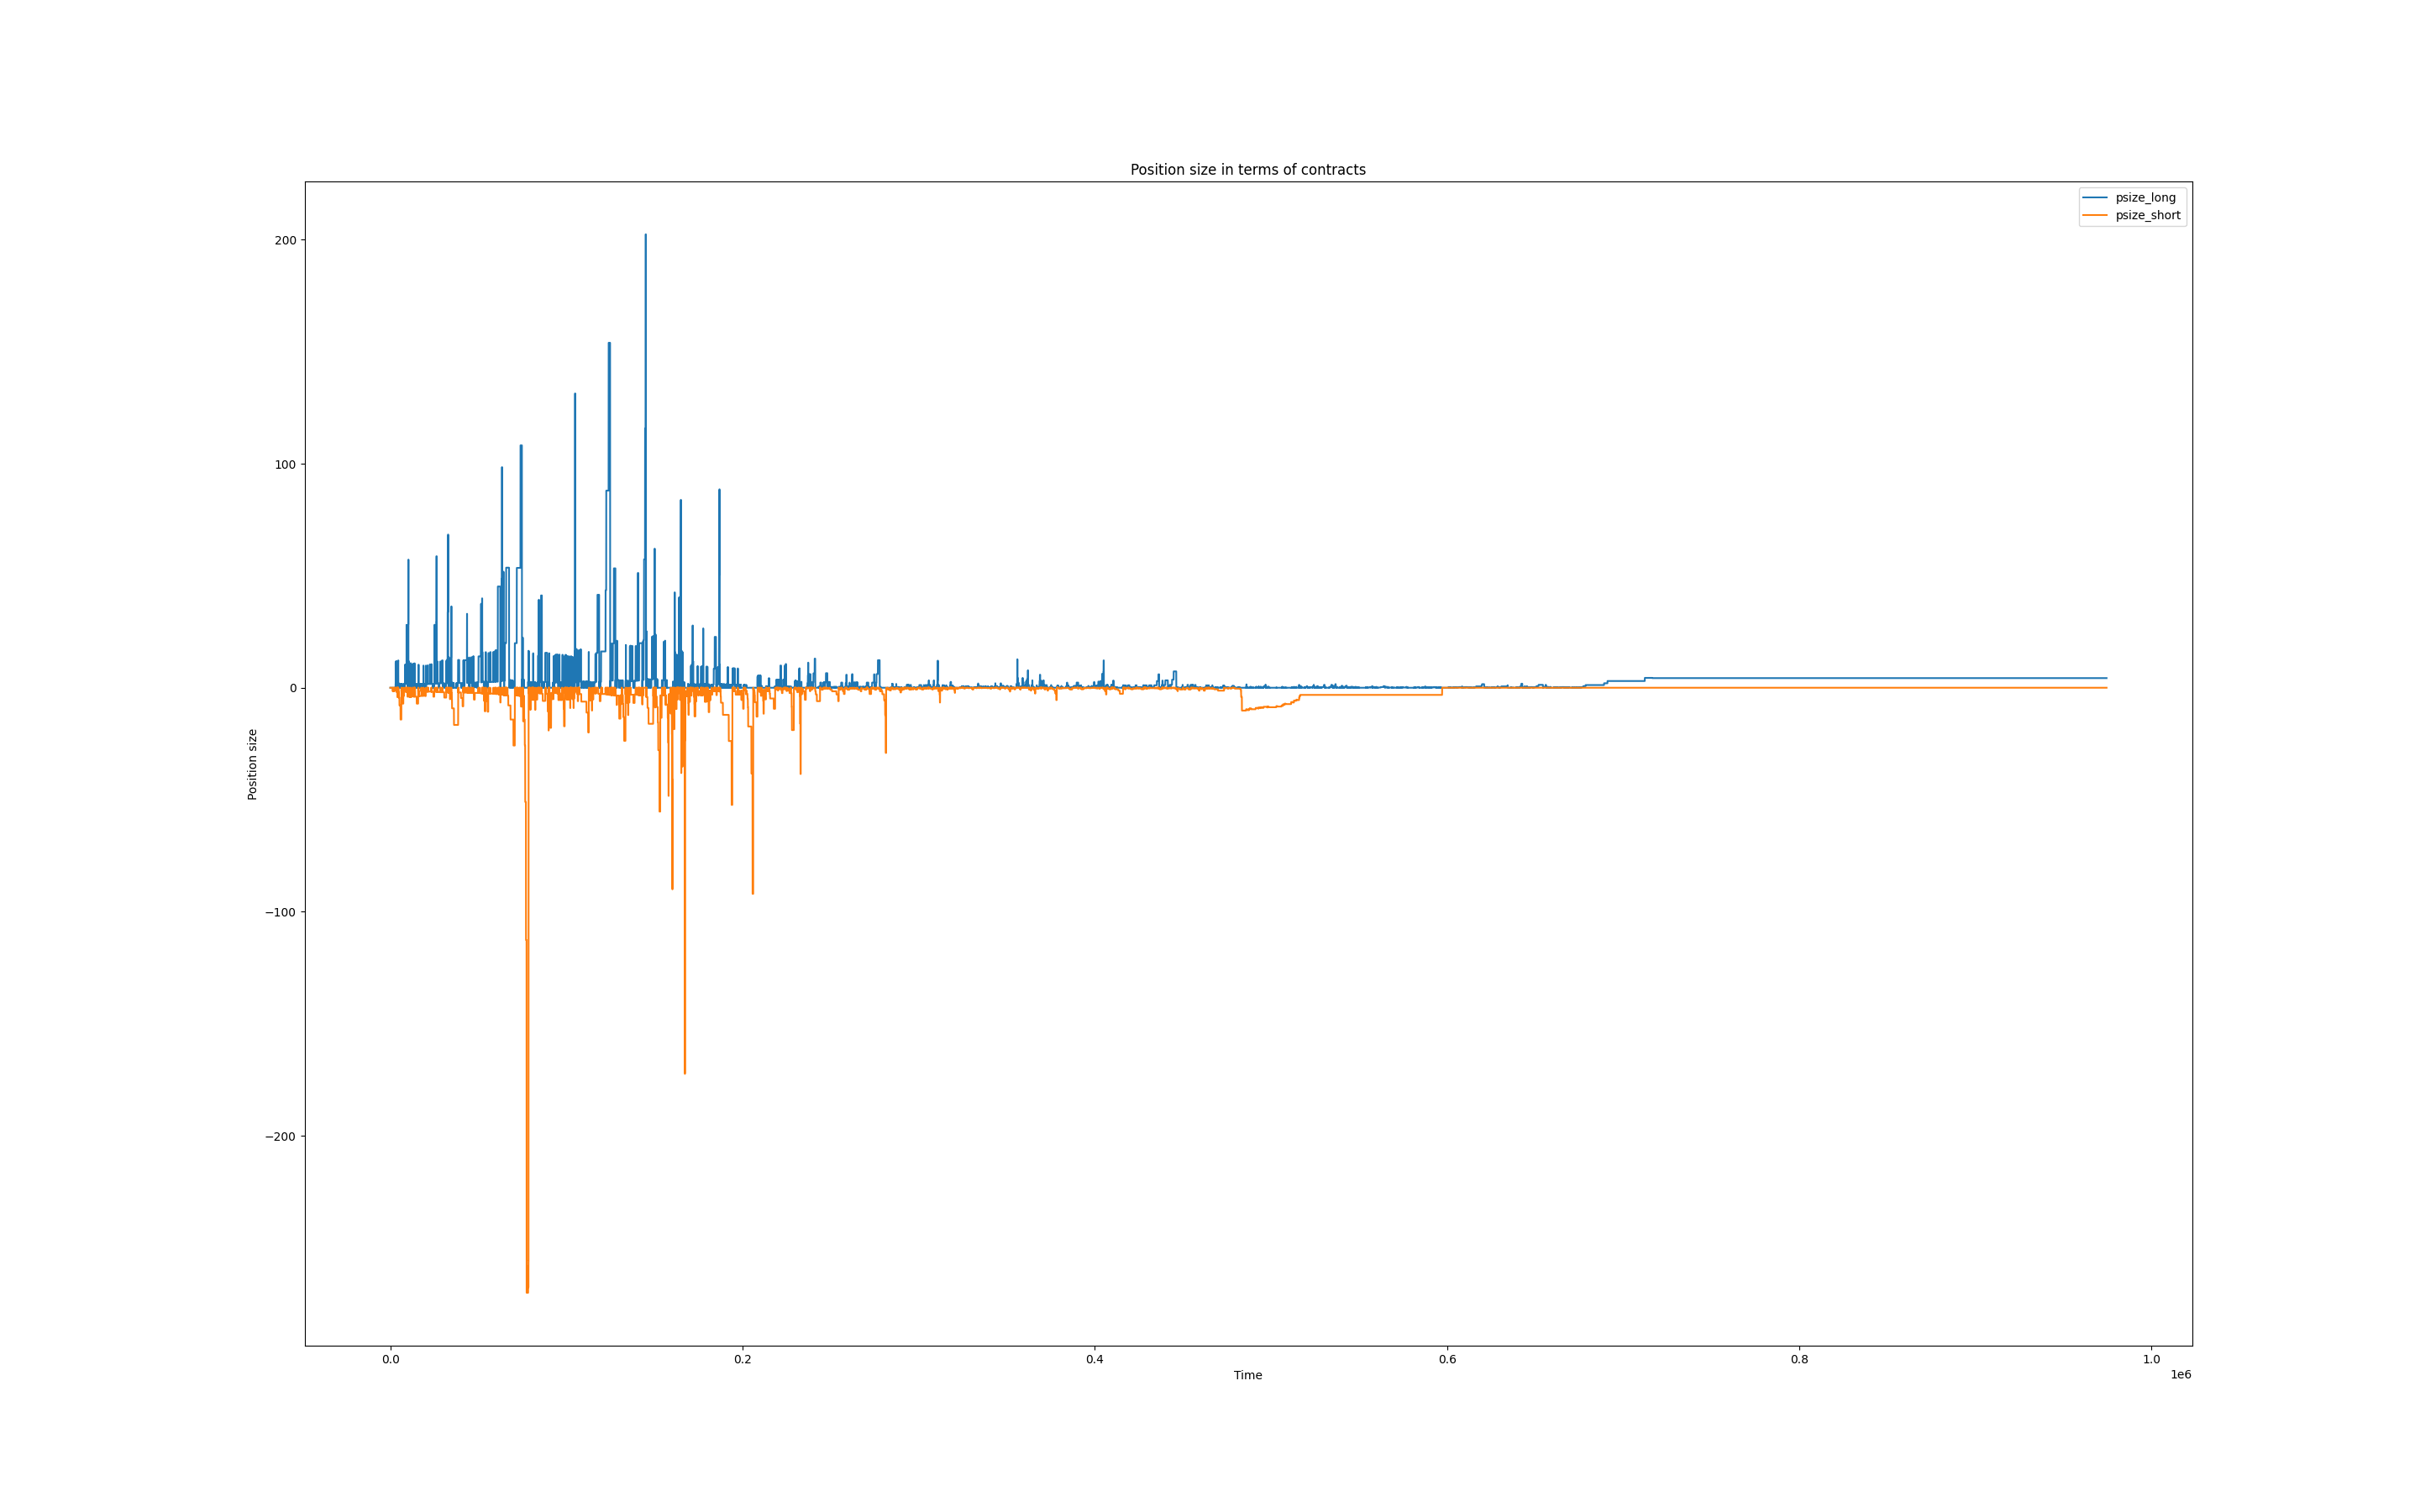 Position size in terms of contracts
psize_long
psize_short
200
100
0
−100
−200
Position size
0.0
0.2
0.4
0.6
0.8
1.0
Time
1e6